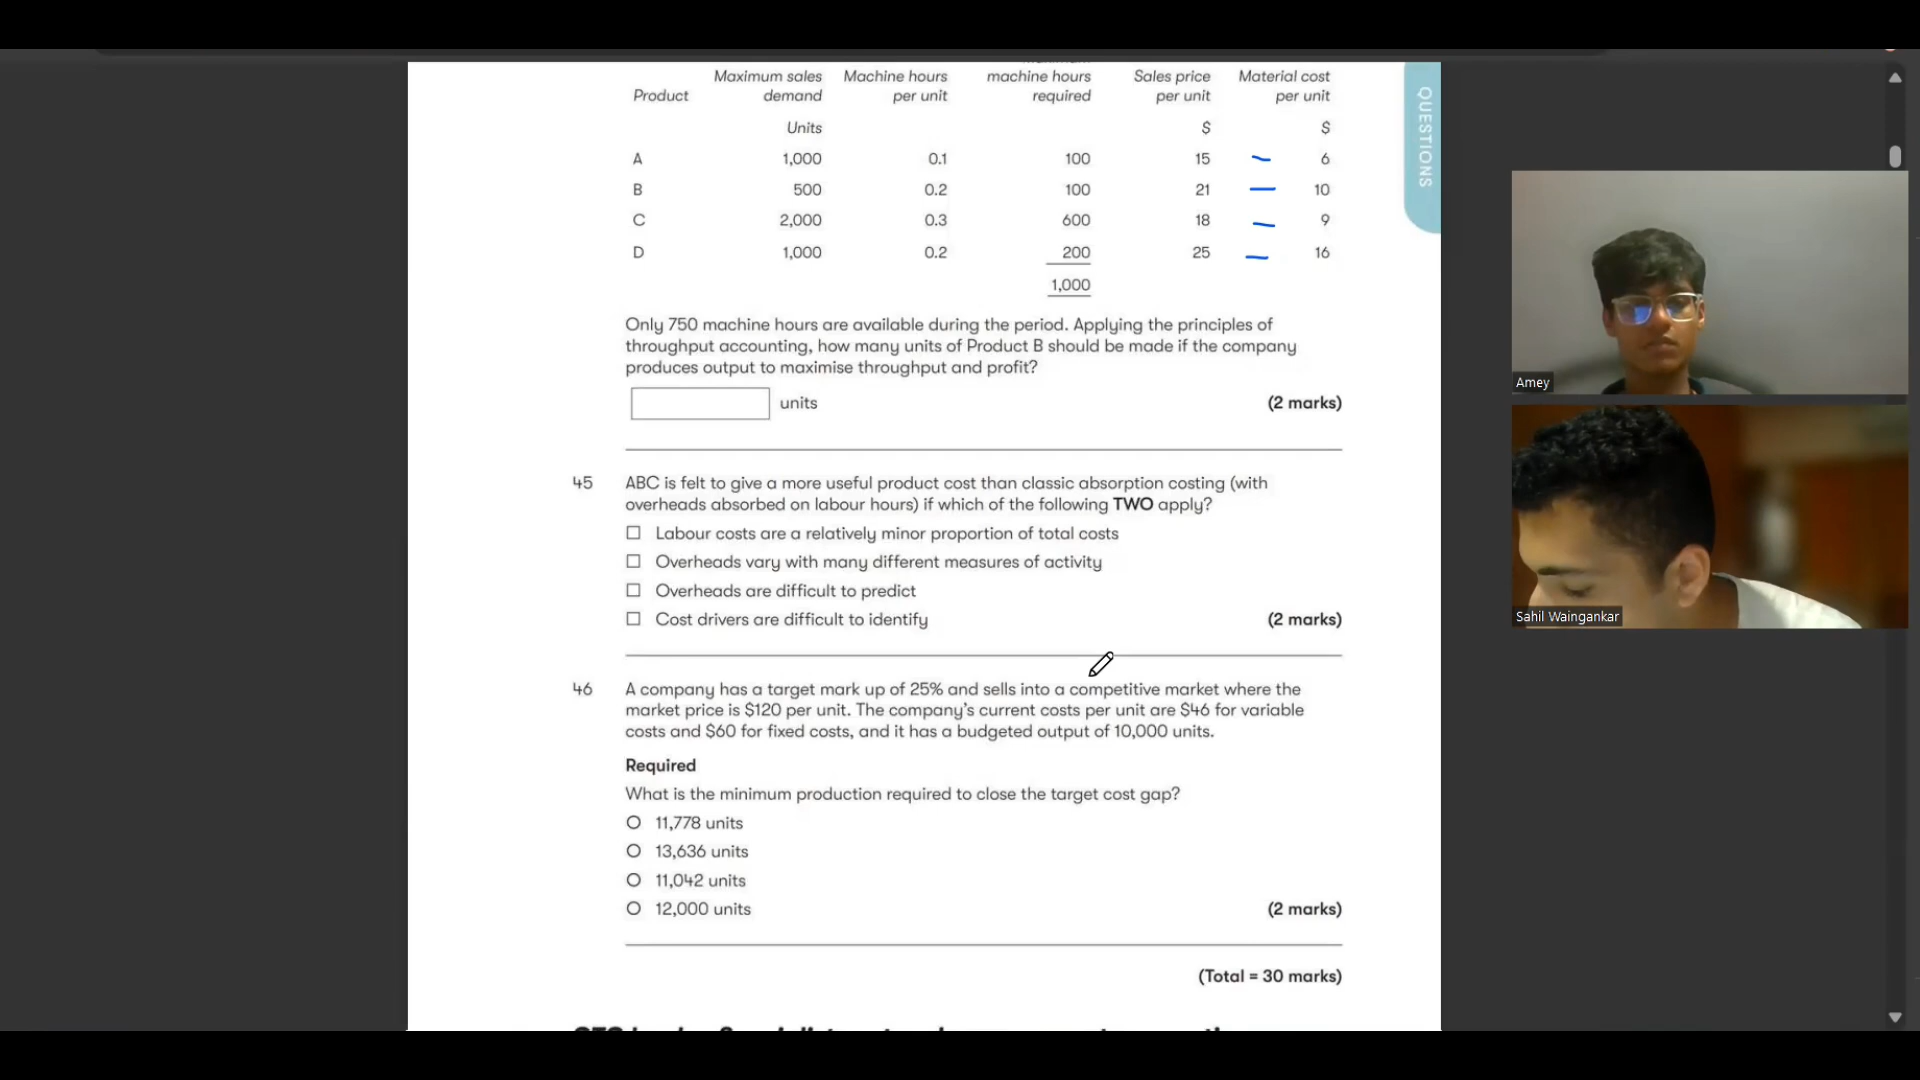 Maximum sales Machine hours machine hours Sales price Material cost
Product demand per unit required per unit per unit
Units $ $
A 1,000 0.1 100 15 6
B 500 0.2 100 21 10
C 2,000 0.3 600 18 9
D 1,000 0.2 200 25 16
1,000
Only 750 machine hours are available during the period. Applying the principles of
throughput accounting, how many units of Product B should be made if the company
produces output to maximise throughput and profit?
units (2 marks)
45 ABC is felt to give a more useful product cost than classic absorption costing (with
overheads absorbed on labour hours) if which of the following TWO apply?
Labour costs are a relatively minor proportion of total costs
Overheads vary with many different measures of activity
Overheads are difficult to predict
Cost drivers are difficult to identify (2 marks)
46 A company has a target mark up of 25% and sells into a competitive market where the
market price is $120 per unit. The company's current costs per unit are $46 for variable
costs and $60 for fixed costs, and it has a budgeted output of 10,000 units.
Required
What is the minimum production required to close the target cost gap?
11,778 units
13,636 units
11,042 units
12,000 units (2 marks)
(Total = 30 marks)
QUESTIONS
Amey
Sahil Waingankar